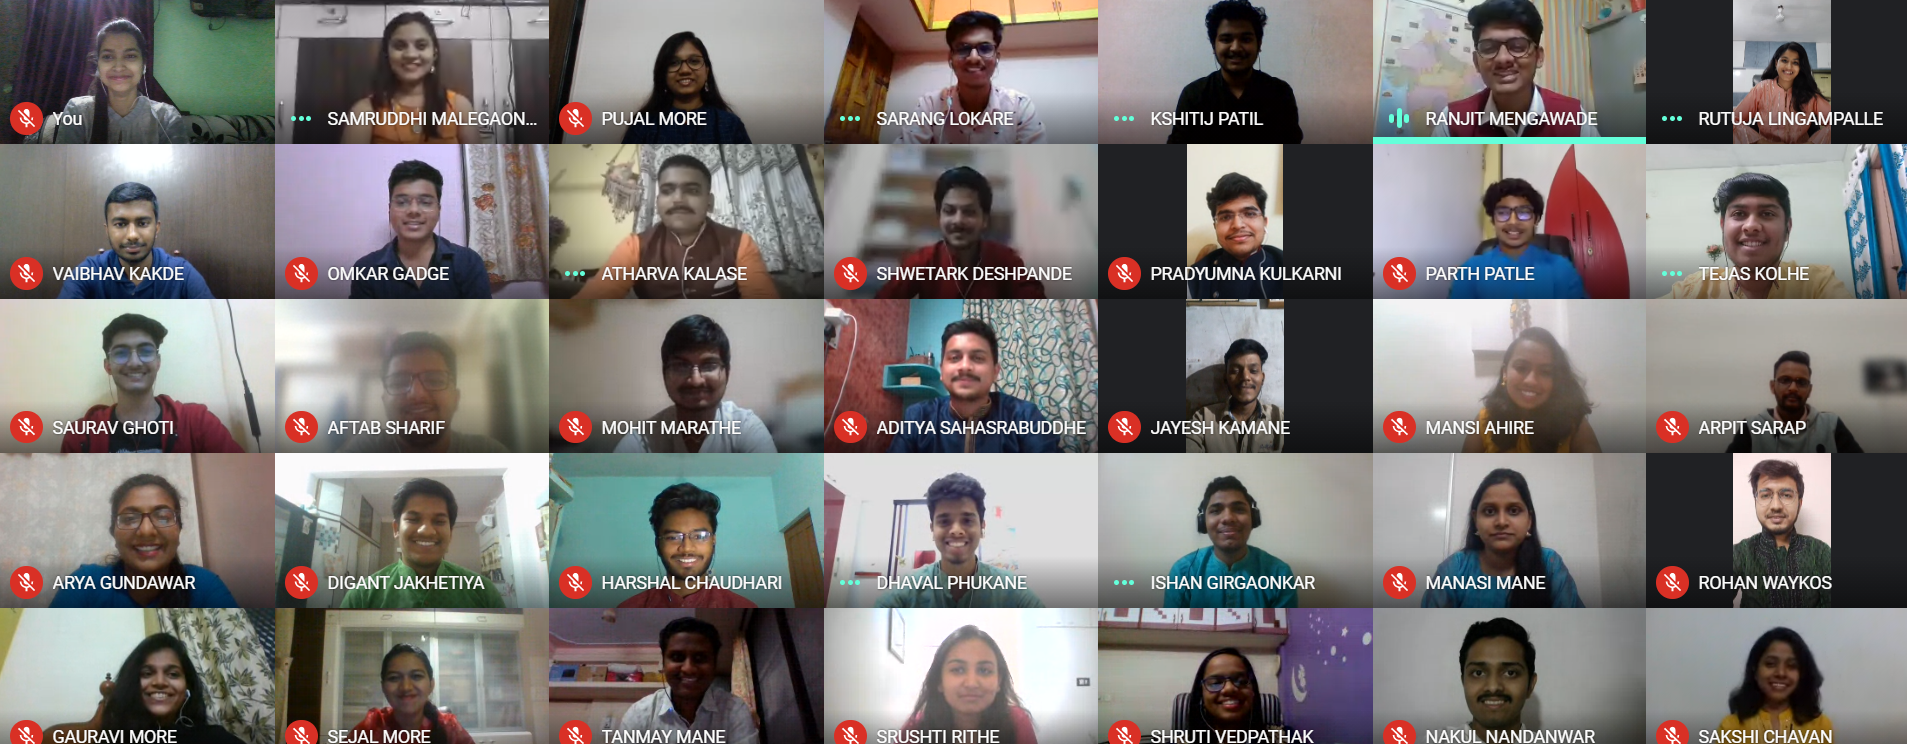 You
SAMRUDDHI MALEGAON...
PUJAL MORE
SARANG LOKARE
KSHITIJ PATIL
RANJIT MENGAWADE
RUTUJA LINGAMPALLE
VAIBHAV KAKDE
OMKAR GADGE
ATHARVA KALASE
SHWETARK DESHPANDE
PRADYUMNA KULKARNI
PARTH PATLE
TEJAS KOLHE
SAURAV GHOTI
AFTAB SHARIF
MOHIT MARATHE
ADITYA SAHASRABUDDHE
JAYESH KAMANE
MANSI AHIRE
ARPIT SARAP
ARYA GUNDAWAR
DIGANT JAKHETIYA
HARSHAL CHAUDHARI
DHAVAL PHUKANE
ISHAN GIRGAONKAR
MANASI MANE
ROHAN WAYKOS
GAURAVI MORE
SEJAL MORE
TANMAY MANE
SRUSHTI RITHE
SHRUTI VEDPATHAK
NAKUL NANDANWAR
SAKSHI CHAVAN